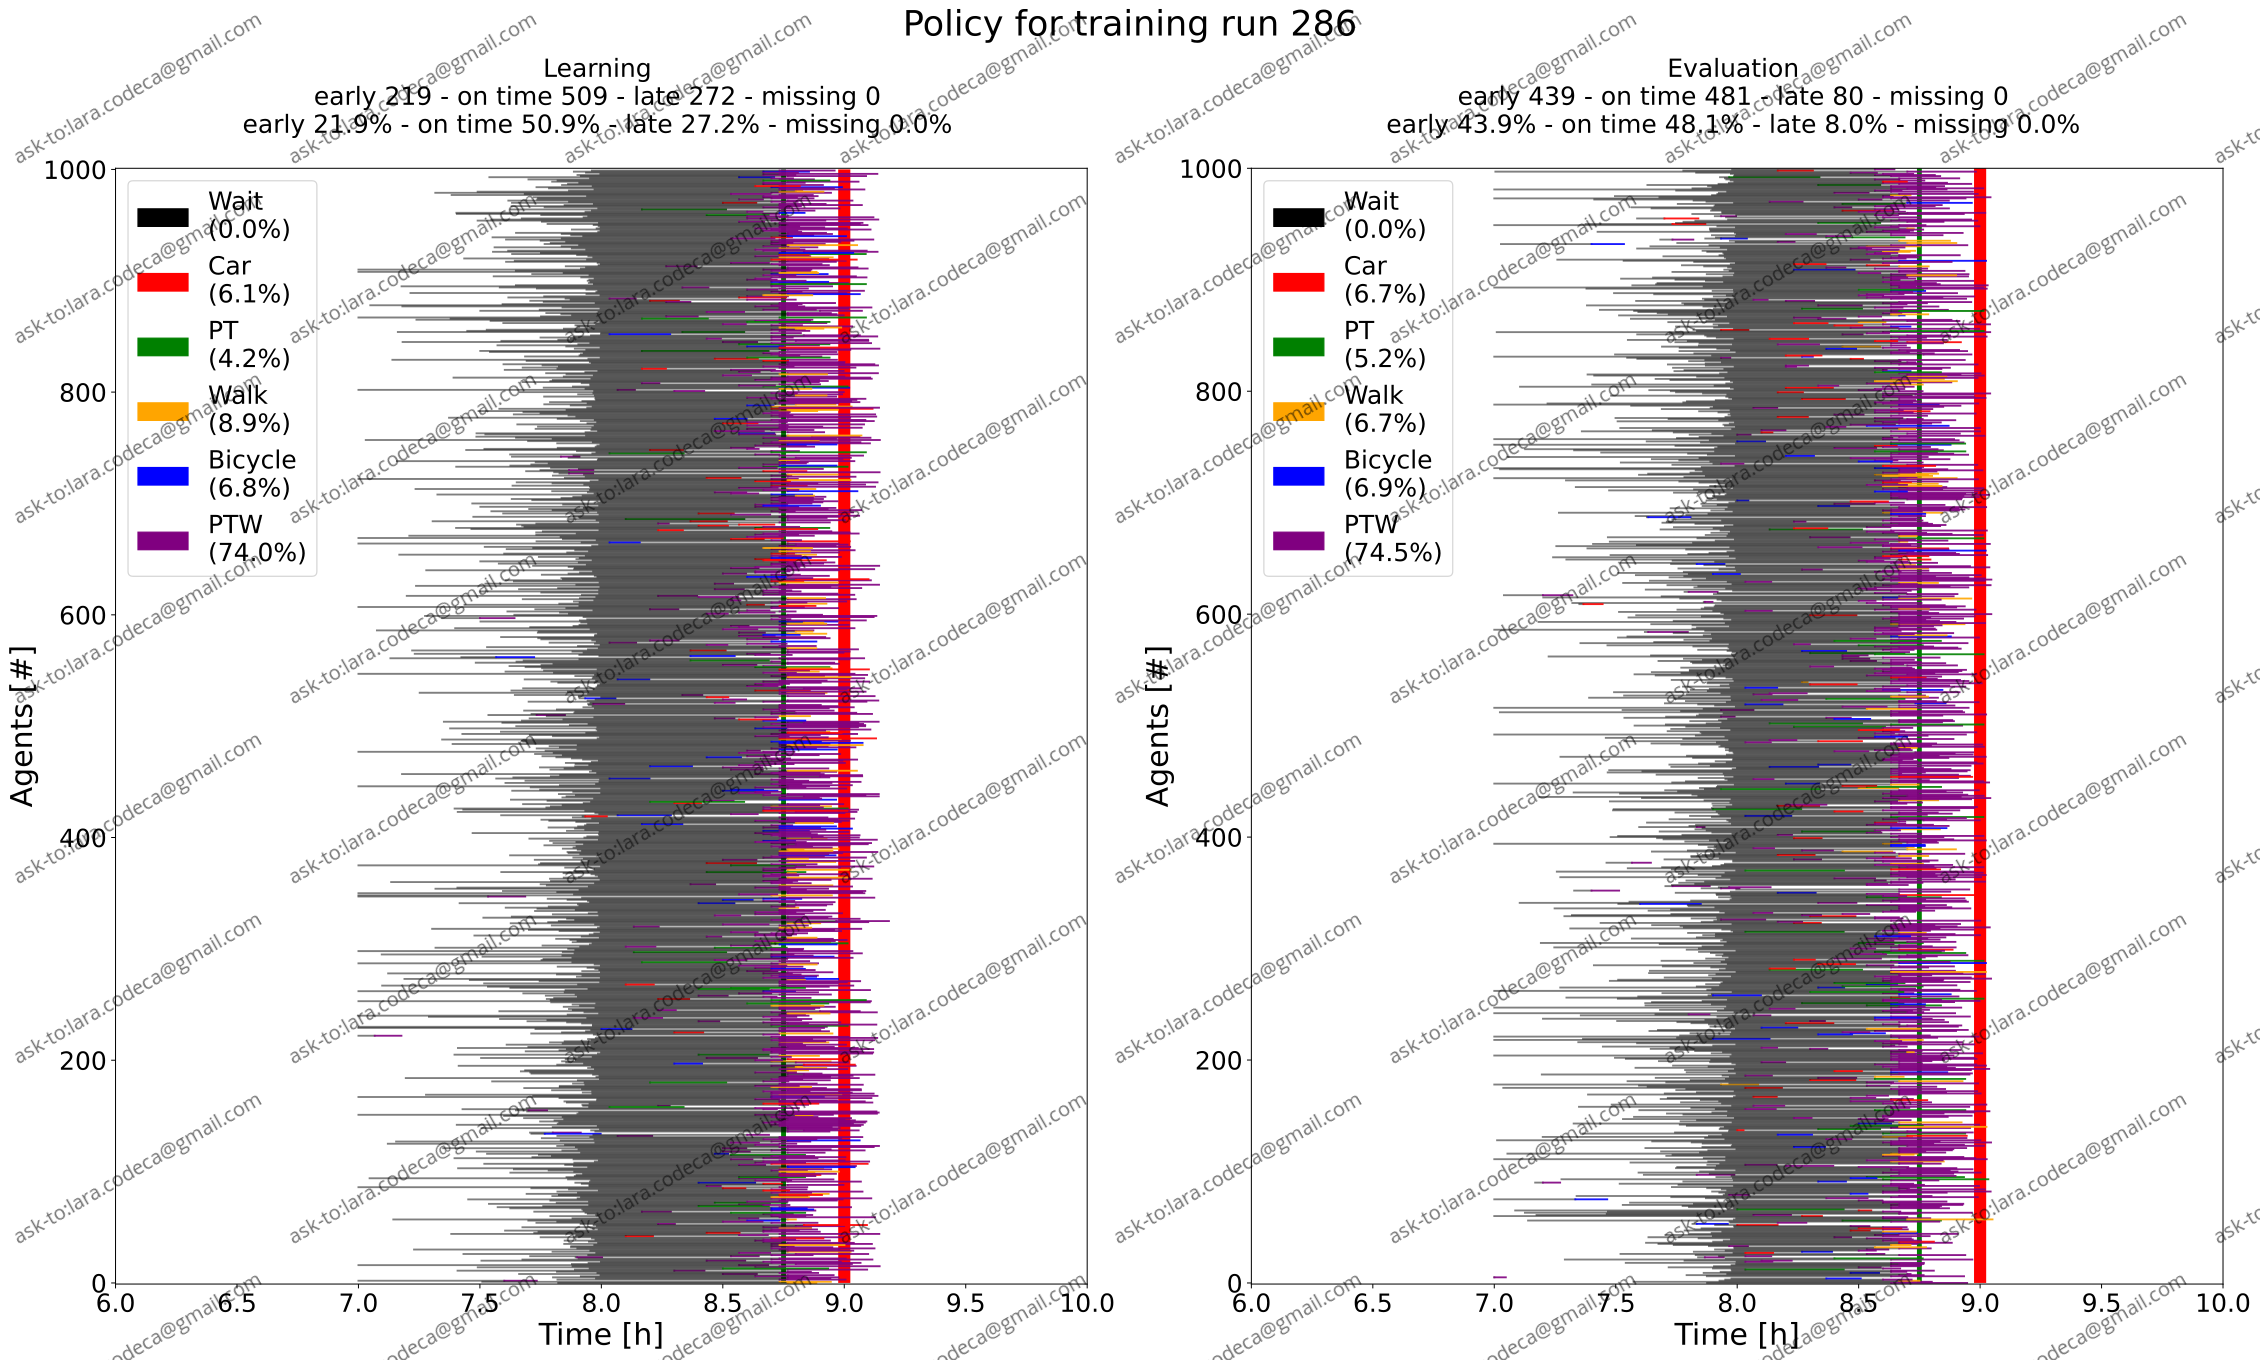 Policy for training run 286
Learning
early 219 - on time 509 - late 272 - missing 0
early 21.9% - on time 50.9% - late 27.2% - missing 0.0%
1000
800
600
400
200
0
Agents [#]
Wait
(0.0%)
Car
(6.1%)
PT
(4.2%)
Walk
(8.9%)
Bicycle
(6.8%)
PTW
(74.0%)
6.0 6.5 7.0 7.5 8.0 8.5 9.0 9.5 10.0
Time [h]
Evaluation
early 439 - on time 481 - late 80 - missing 0
early 43.9% - on time 48.1% - late 8.0% - missing 0.0%
1000
800
600
400
200
0
Agents [#]
Wait
(0.0%)
Car
(6.7%)
PT
(5.2%)
Walk
(6.7%)
Bicycle
(6.9%)
PTW
(74.5%)
6.0 6.5 7.0 7.5 8.0 8.5 9.0 9.5 10.0
Time [h]
ask-to:lara.codeca@gmail.com